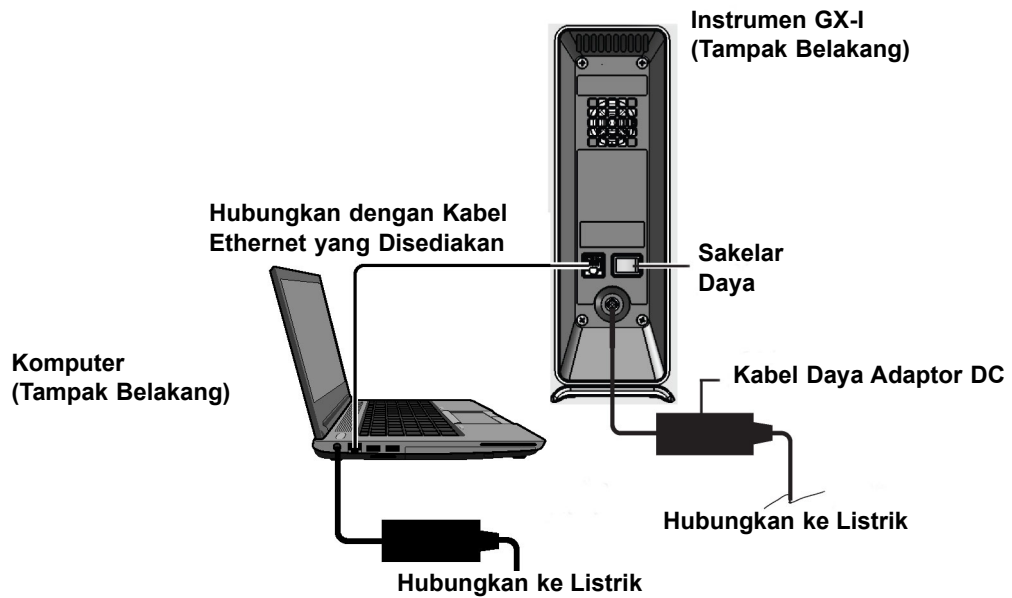 Instrumen GX-I
(Tampak Belakang)
Hubungkan dengan Kabel
Ethernet yang Disediakan
Sakelar
Daya
Komputer
(Tampak Belakang)
Kabel Daya Adaptor DC
Hubungkan ke Listrik
Hubungkan ke Listrik